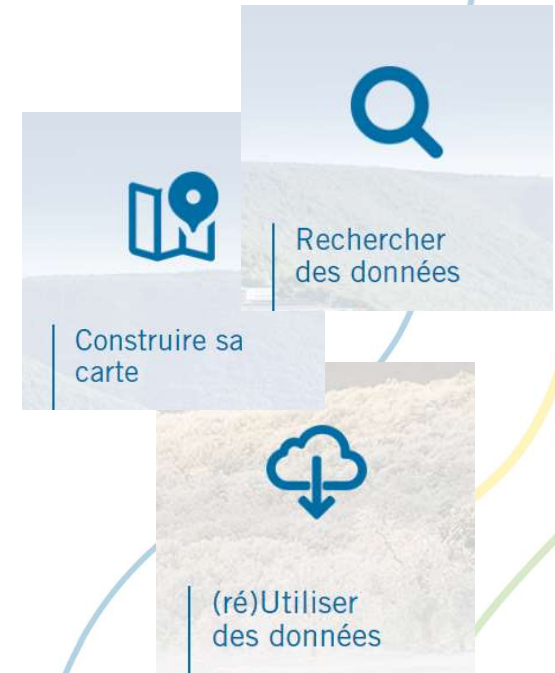 Rechercher
des données
Construire sa
carte
(ré)Utiliser
des données